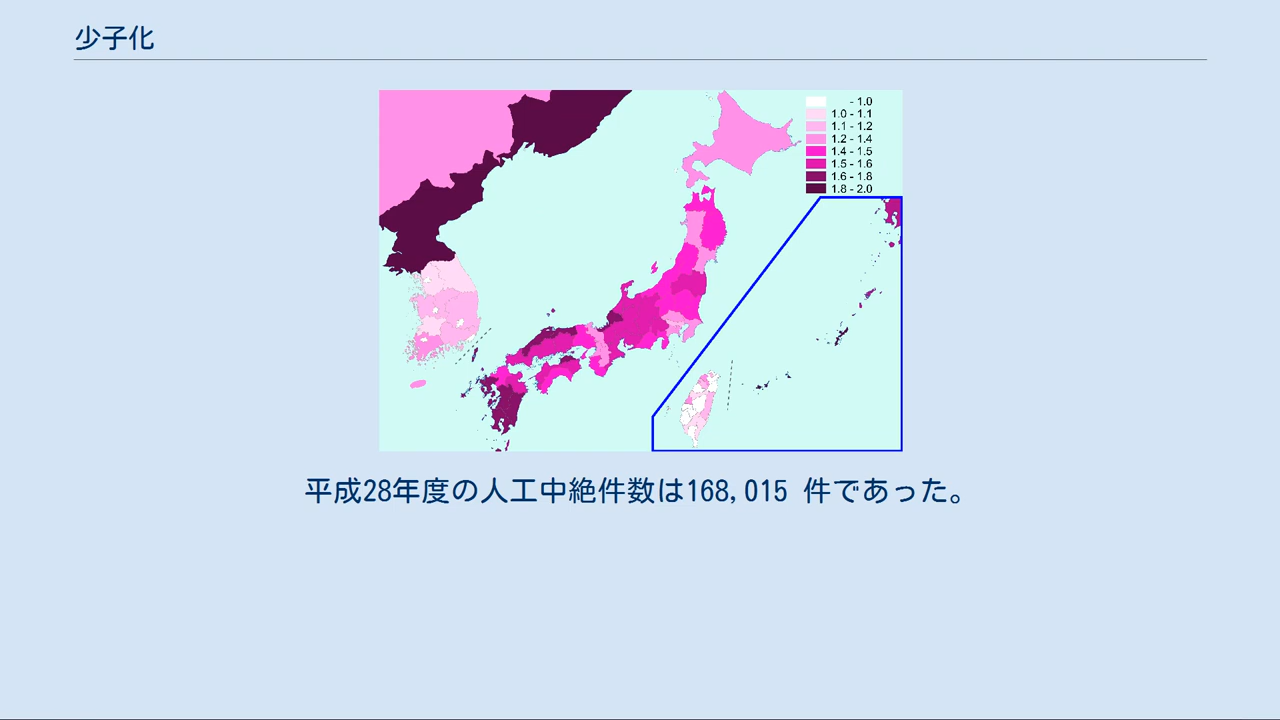 少子化
- 1.0
1.0 - 1.1
1.1 - 1.2
1.2 - 1.4
1.4 - 1.5
1.5 - 1.6
1.6 - 1.8
1.8 - 2.0
平成28年度の人工中絶件数は168,015 件であった。